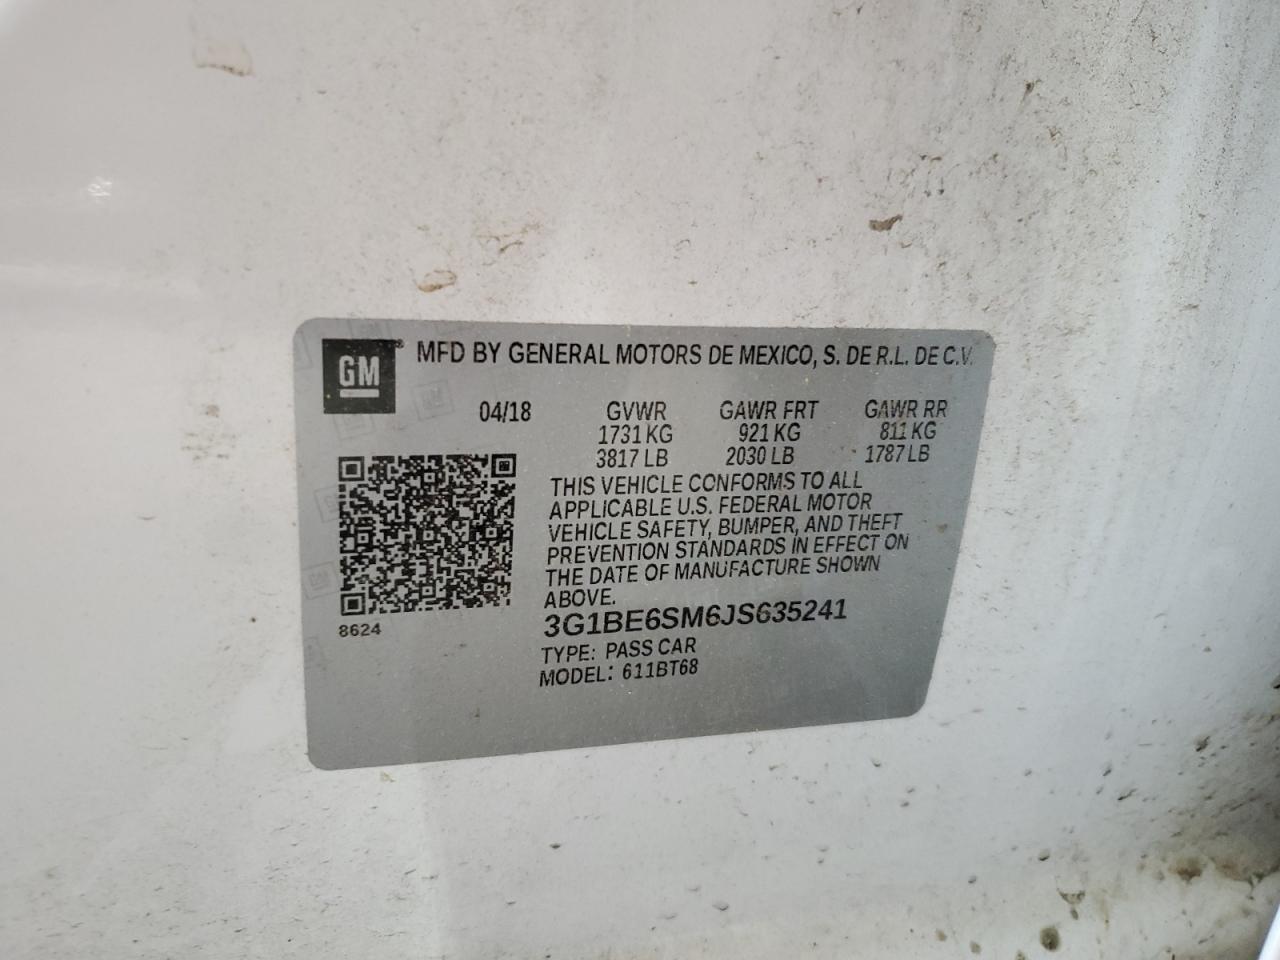 GM® MFD BY GENERAL MOTORS DE MEXICO, S. DE R.L. DE C.V.
04/18 GVWR GAWR FRT GAWR RR
1731 KG 921 KG 811 KG
3817 LB 2030 LB 1787 LB
THIS VEHICLE CONFORMS TO ALL
APPLICABLE U.S. FEDERAL MOTOR
VEHICLE SAFETY, BUMPER, AND THEFT
PREVENTION STANDARDS IN EFFECT ON
THE DATE OF MANUFACTURE SHOWN
ABOVE.
3G1BE6SM6JS635241
8624
TYPE: PASS CAR
MODEL: 611BT68